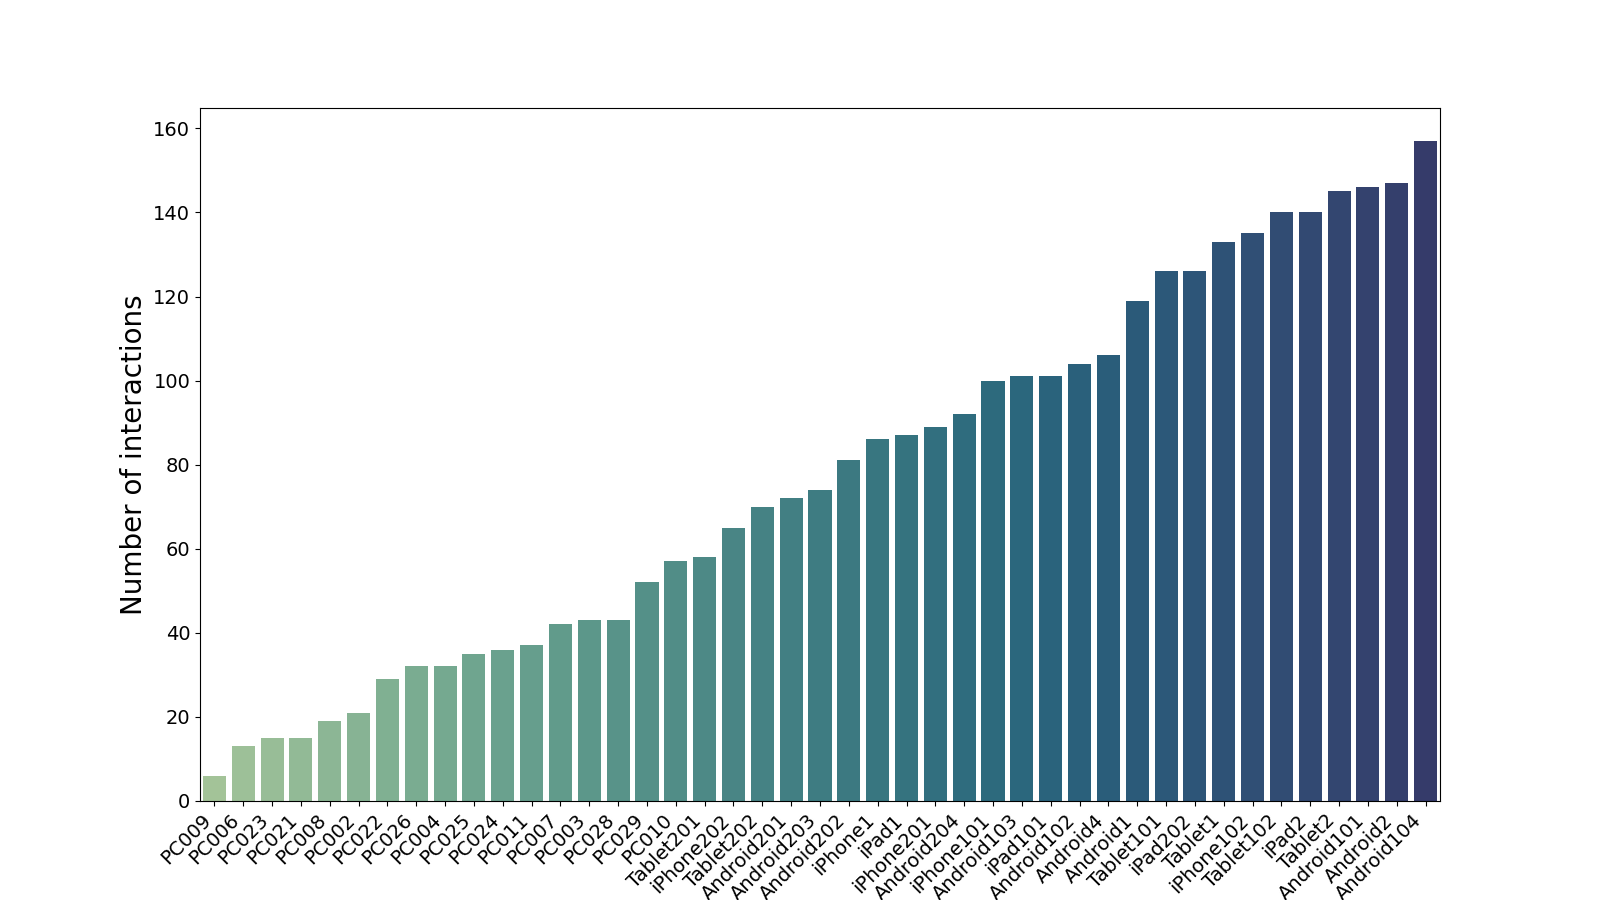 Number of interactions
160
140
120
100
80
60
40
20
0
PC009
PC006
PC023
PC021
PC008
PC002
PC022
PC026
PC004
PC025
PC024
PC011
PC007
PC003
PC028
PC029
PC010
Tablet201
iPhone202
Tablet202
Android201
Android203
Android202
iPhone1
iPad1
iPhone201
Android204
iPhone101
Android103
iPad101
Android102
Android4
Android1
Tablet101
iPad202
Tablet1
iPhone102
Tablet102
iPad2
Tablet2
Android101
Android2
Android104